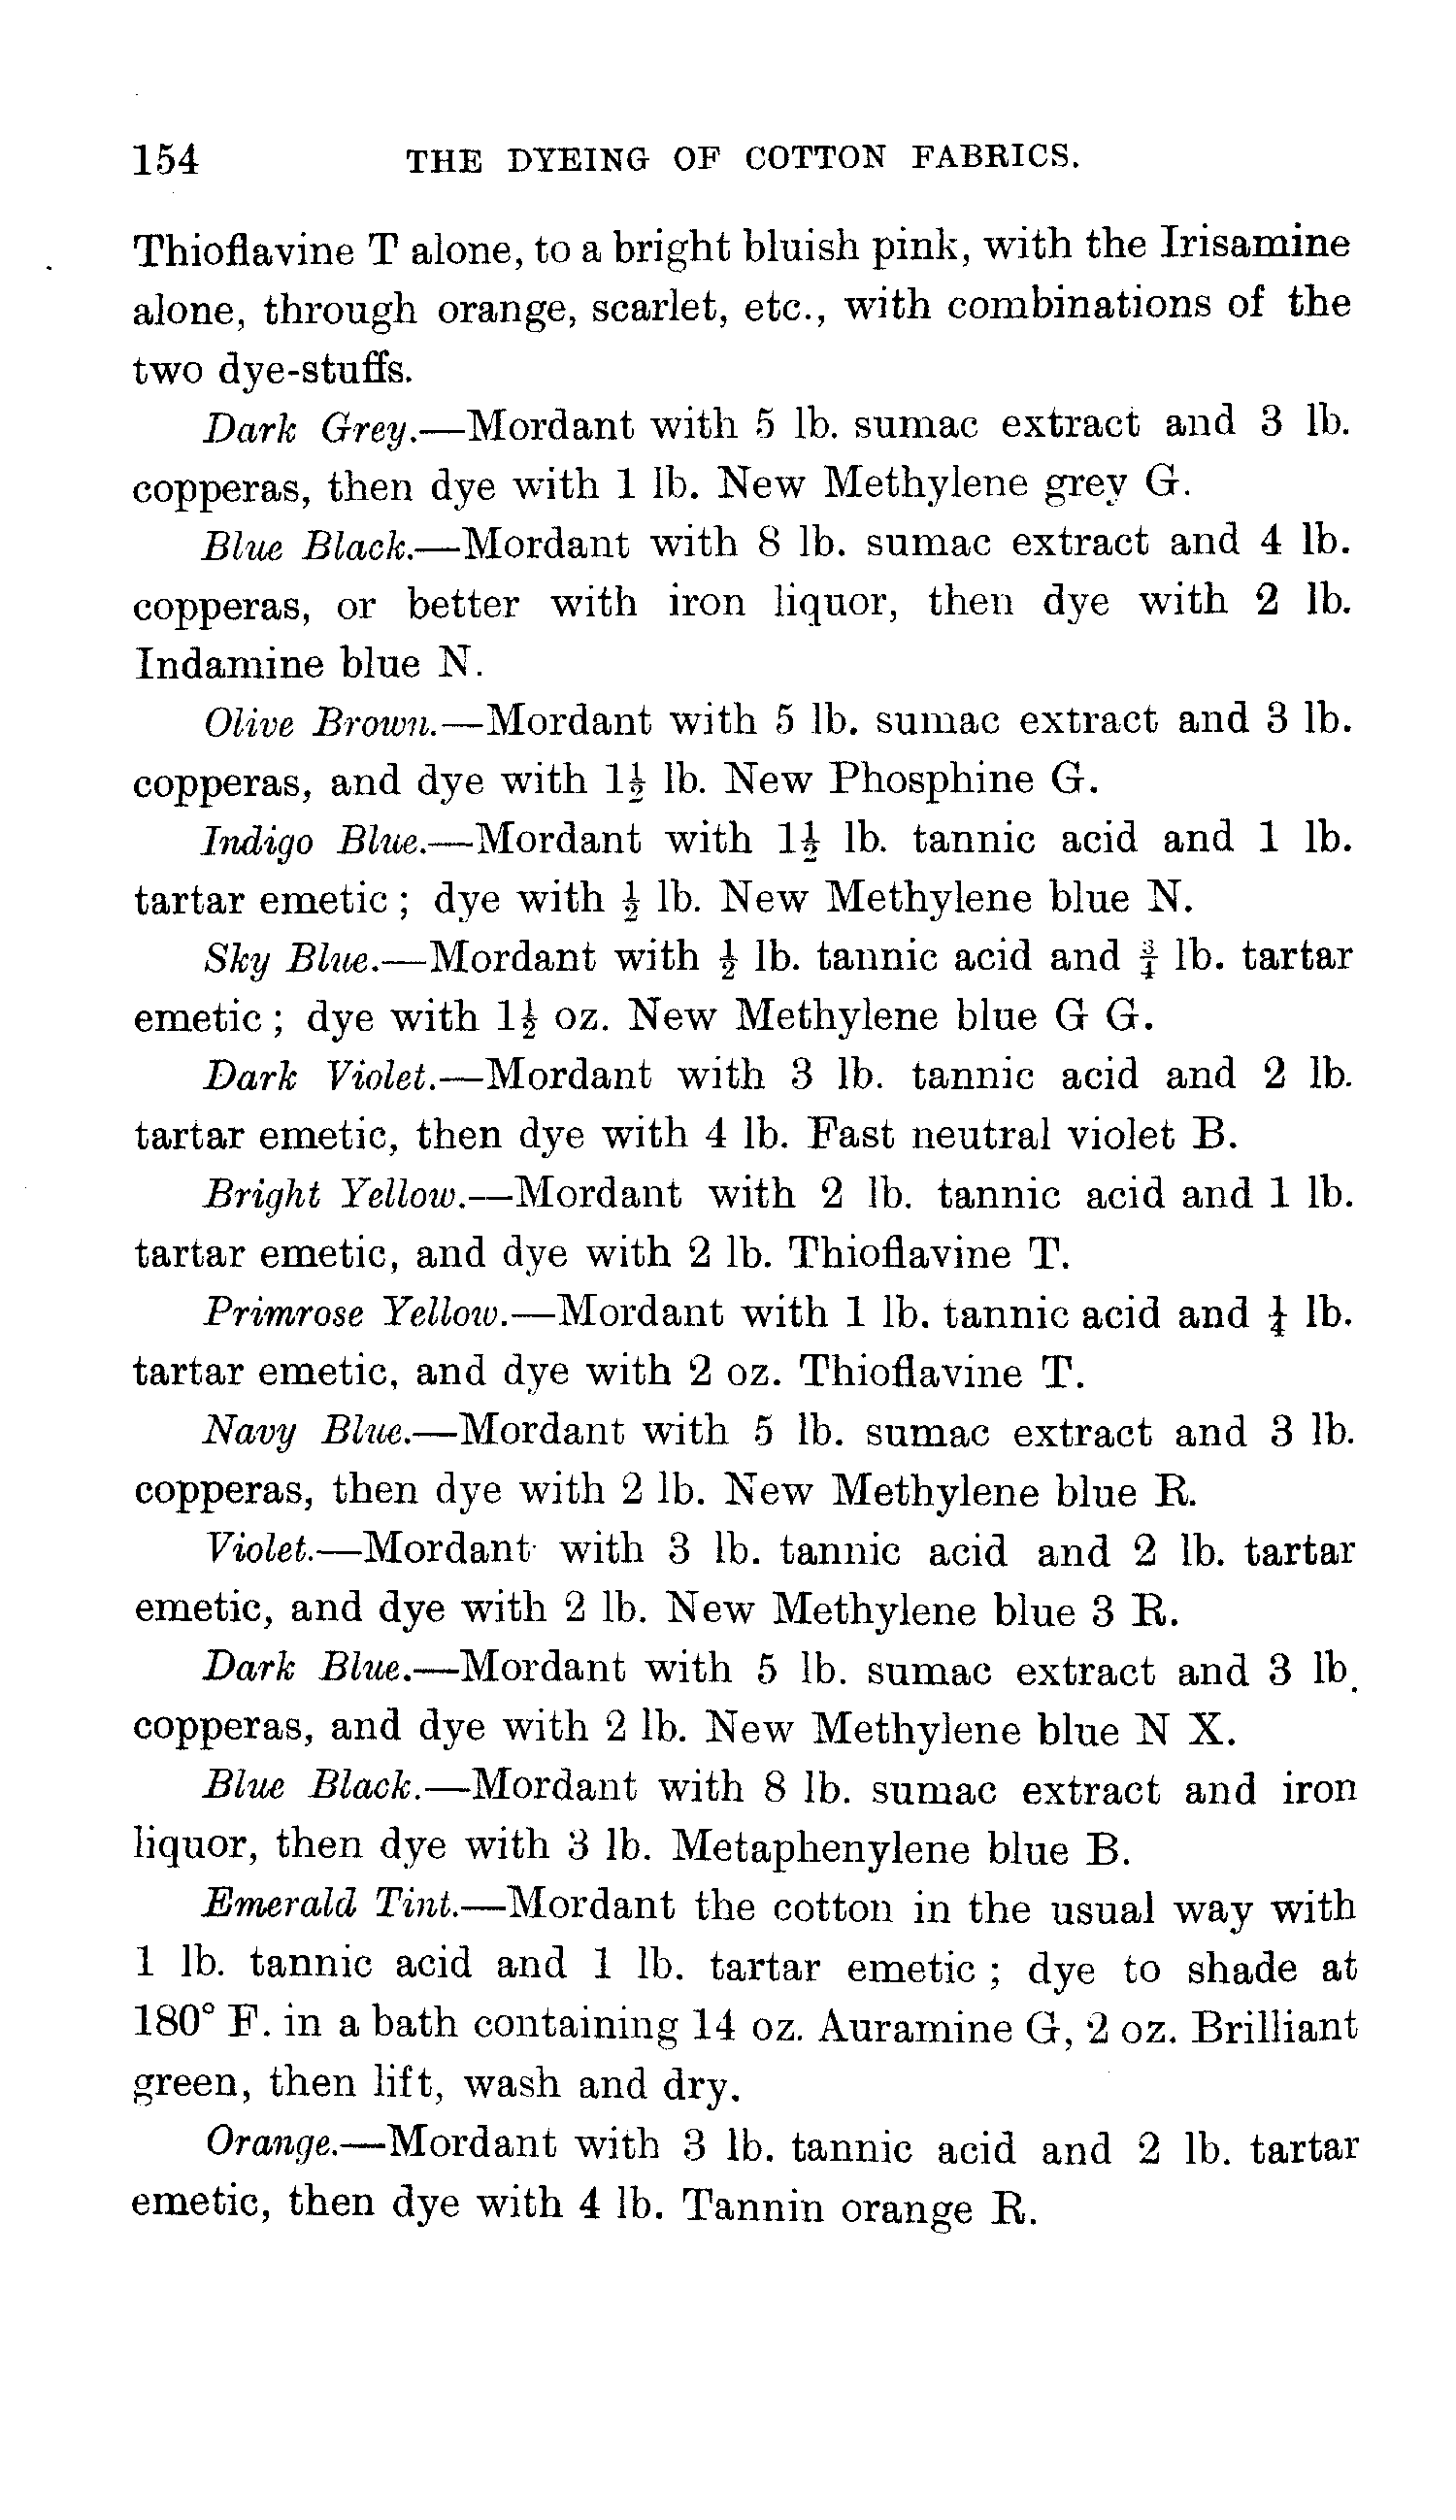 154 THE DYEING OF COTTON FABRICS.
Thioflavine T alone, to a bright bluish pink, with the Irisamine
alone, through orange, scarlet, etc., with combinations of the
two dye-stuffs.
Dark Grey.—Mordant with 5 lb. sumac extract and 3 lb.
copperas, then dye with 1 lb. New Methylene grey G.
Blue Black.—Mordant with 8 lb. sumac extract and 4 lb.
copperas, or better with iron liquor, then dye with 2 lb.
Indamine blue N.
Olive Brown.—Mordant with 5 lb. sumac extract and 3 lb.
copperas, and dye with 1½ lb. New Phosphine G.
Indigo Blue.—Mordant with 1½ lb. tannic acid and 1 lb.
tartar emetic ; dye with ½ lb. New Methylene blue N.
Sky Blue.—Mordant with ½ lb. tannic acid and ¾ lb. tartar
emetic ; dye with 1½ oz. New Methylene blue G G.
Dark Violet.—Mordant with 3 lb. tannic acid and 2 lb.
tartar emetic, then dye with 4 lb. Fast neutral violet B.
Bright Yellow.—Mordant with 2 lb. tannic acid and 1 lb.
tartar emetic, and dye with 2 lb. Thioflavine T.
Primrose Yellow.—Mordant with 1 lb. tannic acid and ¼ lb.
tartar emetic, and dye with 2 oz. Thioflavine T.
Navy Blue.—Mordant with 5 lb. sumac extract and 3 lb.
copperas, then dye with 2 lb. New Methylene blue R.
Violet.—Mordant with 3 lb. tannic acid and 2 lb. tartar
emetic, and dye with 2 lb. New Methylene blue 3 R.
Dark Blue.—Mordant with 5 lb. sumac extract and 3 lb.
copperas, and dye with 2 lb. New Methylene blue N X.
Blue Black.—Mordant with 8 lb. sumac extract and iron
liquor, then dye with 3 lb. Metaphenylene blue B.
Emerald Tint.—Mordant the cotton in the usual way with
1 lb. tannic acid and 1 lb. tartar emetic ; dye to shade at
180° F. in a bath containing 14 oz. Auramine G, 2 oz. Brilliant
green, then lift, wash and dry.
Orange.—Mordant with 3 lb. tannic acid and 2 lb. tartar
emetic, then dye with 4 lb. Tannin orange R.